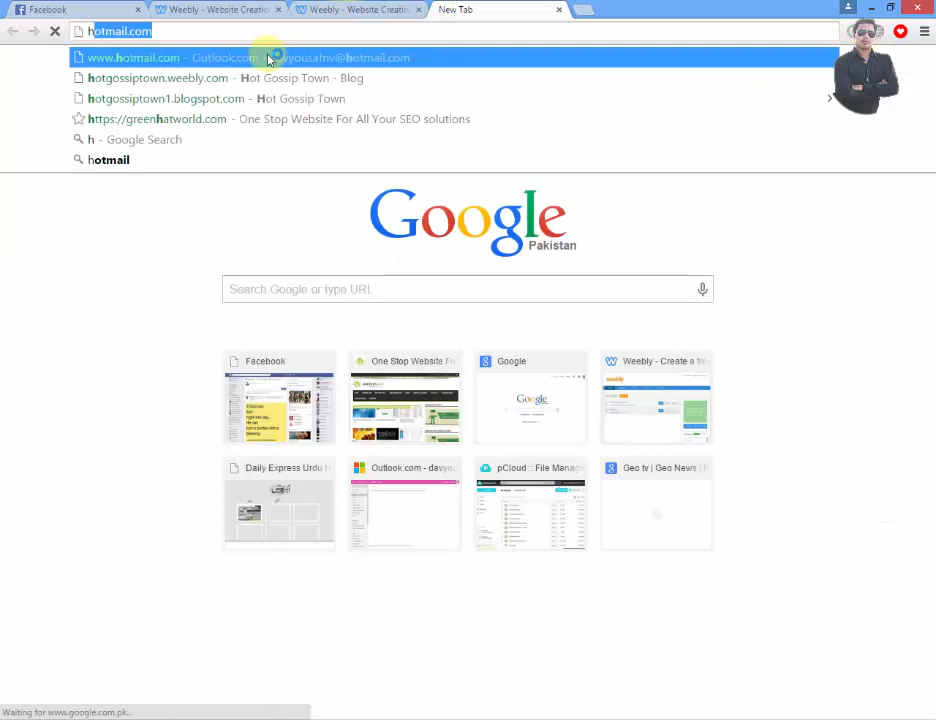 Facebook
Weebly - Website Creation
Weebly - Website Creation
New Tab
hotmail.com
www.hotmail.com - Outlook.com - davyousafnv@hotmail.com
hotgossiptown.weebly.com - Hot Gossip Town - Blog
hotgossiptown1.blogspot.com - Hot Gossip Town
https://greenhatworld.com - One Stop Website For All Your SEO solutions
h - Google Search
hotmail
Google
Pakistan
Search Google or type URL
Facebook
One Stop Website Fo
Google
Weebly - Create a fre
Daily Express Urdu N
Outlook.com - davyou
pCloud :: File Manag
Geo tv | Geo News |
Waiting for www.google.com.pk...